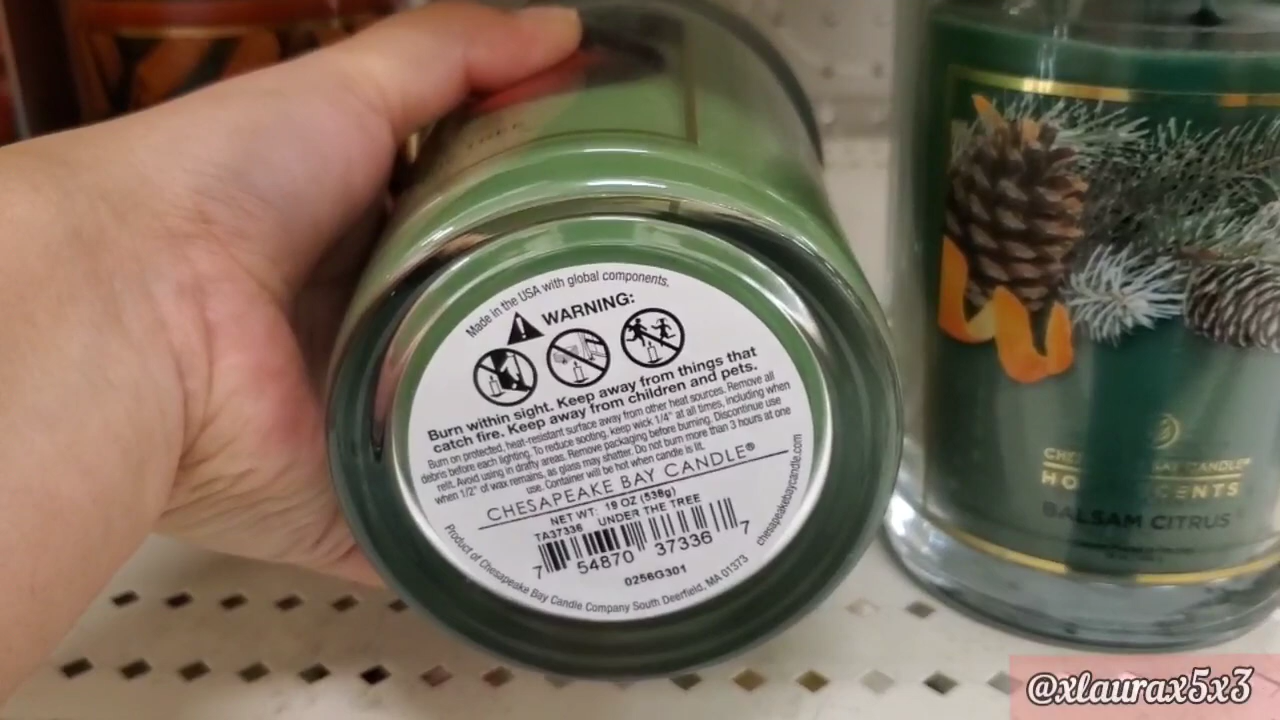 TREE
Made in the USA with global components.
WARNING:
Burn within sight. Keep away from things that
catch fire. Keep away from children and pets.
Burn on protected, heat-resistant surface away from other heat sources. Remove all
debris before each lighting. To reduce sooting, keep wick 1/4" at all times, including when
relit. Avoid using in drafty areas. Remove packaging before burning. Discontinue use
when 1/2" of wax remains, as glass may shatter. Do not burn more than 3 hours at one
use. Container will be hot when candle is lit.
CHESAPEAKE BAY CANDLE®
NET WT: 19 OZ (538g)
TA37336 UNDER THE TREE
7 54870 37336 7
0256G301
Product of Chesapeake Bay Candle Company South Deerfield, MA 01373
chesapeakebaycandle.com
BAY CANDLE®
BALSAM CITRUS
@xlaurax5x3